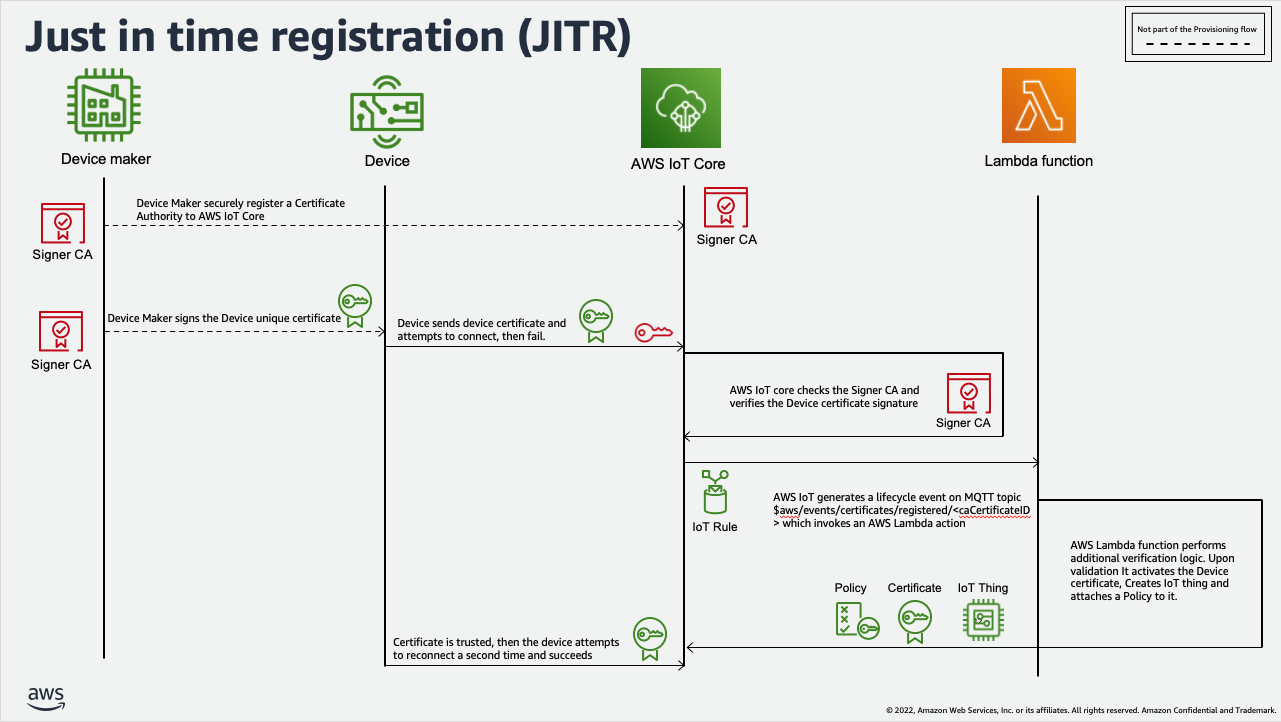 Just in time registration (JITR)
Not part of the Provisioning flow
Device maker
Device
AWS IoT Core
Lambda function
Device Maker securely register a Certificate
Authority to AWS IoT Core
Signer CA
Signer CA
Device Maker signs the Device unique certificate
Signer CA
Device sends device certificate and
attempts to connect, then fail.
AWS IoT core checks the Signer CA and
verifies the Device certificate signature
Signer CA
IoT Rule
AWS IoT generates a lifecycle event on MQTT topic
$aws/events/certificates/registered/<caCertificateID
> which invokes an AWS Lambda action
AWS Lambda function performs
additional verification logic. Upon
validation It activates the Device
certificate, Creates IoT thing and
attaches a Policy to it.
Policy
Certificate
IoT Thing
Certificate is trusted, then the device attempts
to reconnect a second time and succeeds
aws
© 2022, Amazon Web Services, Inc. or its affiliates. All rights reserved. Amazon Confidential and Trademark.